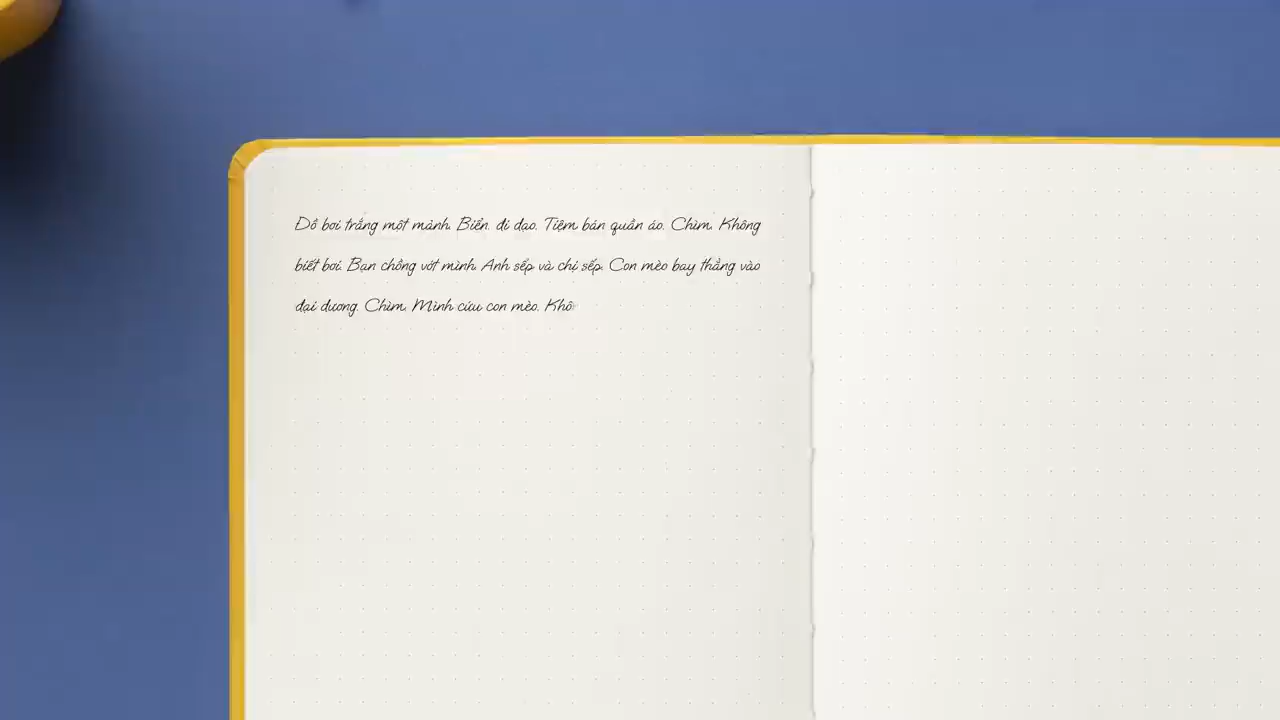 Dồ bơi trắng một mảnh. Biển. đi dạo. Tiệm bán quần áo. Chìm. Không
biết bơi. Bạn chồng vớt mình. Anh sếp và chị sếp. Con mèo bay thẳng vào
đại dương. Chìm. Mình cứu con mèo. Khô